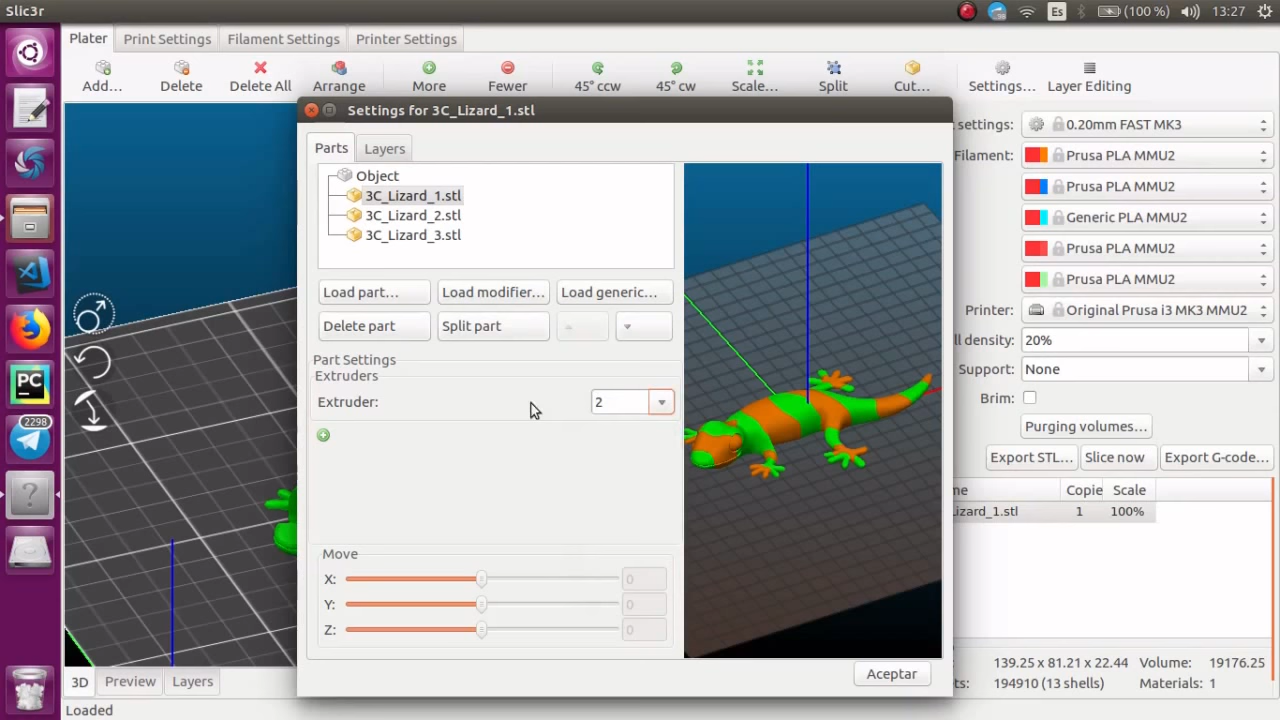 Slic3r
Es
(100 %)
13:27
Plater
Print Settings
Filament Settings
Printer Settings
Add…
Delete
Delete All
Arrange
More
Fewer
45° ccw
45° cw
Scale…
Split
Cut…
Settings…
Layer Editing
Settings for 3C_Lizard_1.stl
Parts
Layers
Object
3C_Lizard_1.stl
3C_Lizard_2.stl
3C_Lizard_3.stl
Load part…
Load modifier…
Load generic…
Delete part
Split part
Part Settings
Extruders
Extruder:
2
Move
X:
0
Y:
0
Z:
0
Aceptar
settings:
0.20mm FAST MK3
Filament:
Prusa PLA MMU2
Prusa PLA MMU2
Generic PLA MMU2
Prusa PLA MMU2
Prusa PLA MMU2
Printer:
Original Prusa i3 MK3 MMU2
ll density:
20%
Support:
None
Brim:
Purging volumes…
Export STL…
Slice now
Export G-code…
me
Copie
Scale
izard_1.stl
1
100%
139.25 x 81.21 x 22.44
Volume:
19176.25
ts:
194910 (13 shells)
Materials: 1
3D
Preview
Layers
Loaded
PC
2298
?